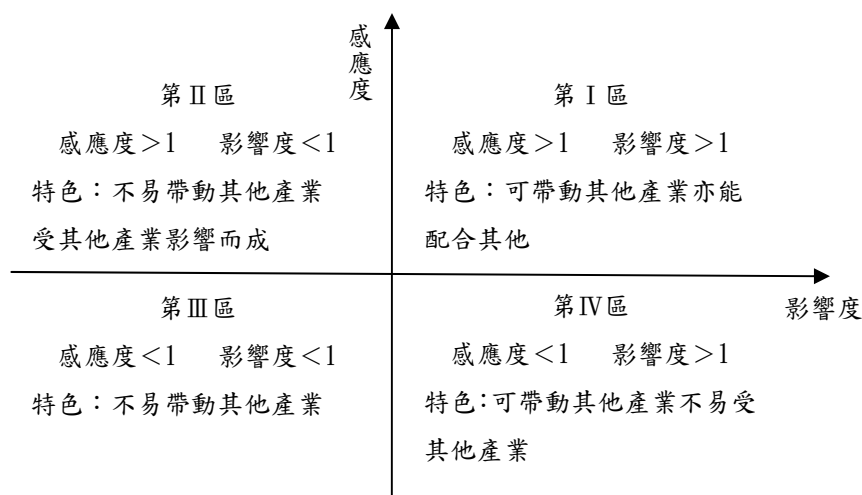 感應度
第Ⅱ區
感應度＞1 影響度＜1
特色：不易帶動其他產業
受其他產業影響而成
第Ⅰ區
感應度＞1 影響度＞1
特色：可帶動其他產業亦能
配合其他
影響度
第Ⅲ區
感應度＜1 影響度＜1
特色：不易帶動其他產業
第Ⅳ區
感應度＜1 影響度＞1
特色:可帶動其他產業不易受
其他產業